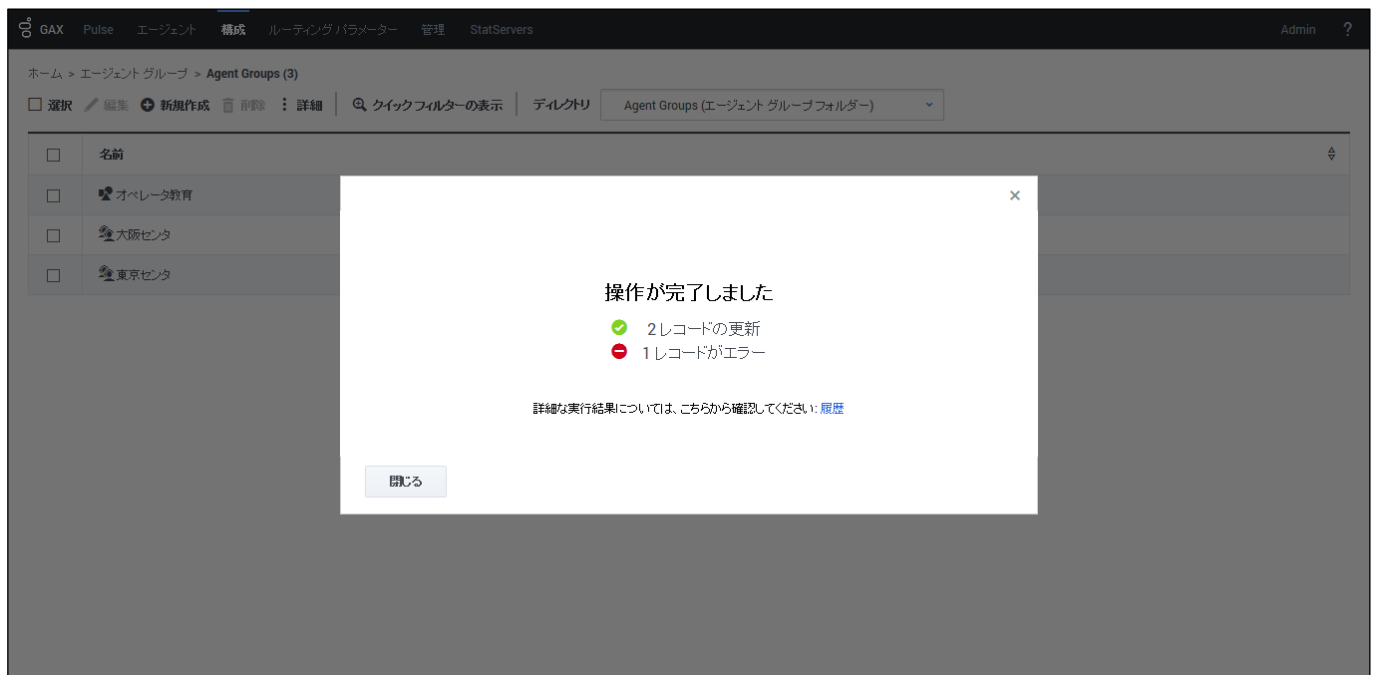 GAX Pulse エージェント 構成 ルーティング パラメーター 管理 StatServers Admin ?
ホーム > エージェント グループ > Agent Groups (3)
選択 編集 新規作成 削除 詳細 クイックフィルターの表示 ディレクトリ Agent Groups (エージェント グループ フォルダー)
名前
オペレータ教育
大阪センタ
東京センタ
×
操作が完了しました
2 レコードの更新
1 レコードがエラー
詳細な実行結果については、こちらから確認してください: 履歴
閉じる